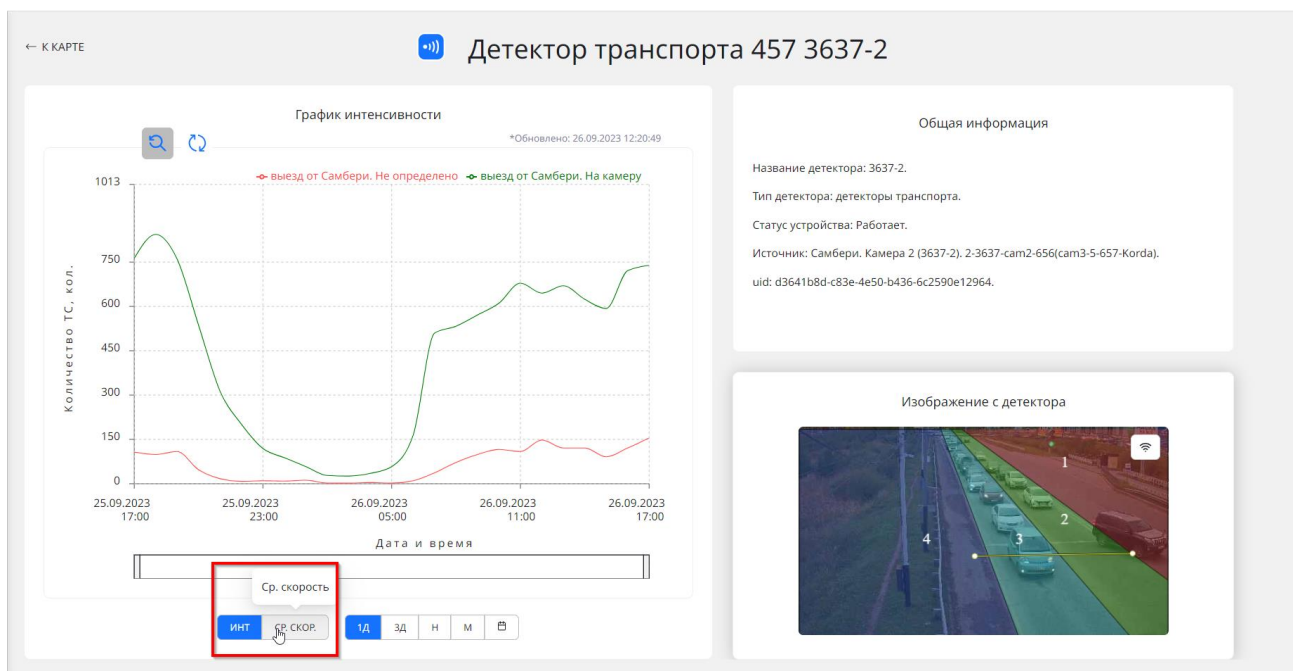 ← К КАРТЕ
Детектор транспорта 457 3637-2
График интенсивности
*Обновлено: 26.09.2023 12:20:49
выезд от Самбери. Не определено выезд от Самбери. На камеру
Количество ТС, кол.
1013
750
600
450
300
150
0
25.09.2023 25.09.2023 26.09.2023 26.09.2023 26.09.2023
17:00 23:00 05:00 11:00 17:00
Дата и время
Ср. скорость
ИНТ СР. СКОР. 1Д 3Д Н М
Общая информация
Название детектора: 3637-2.
Тип детектора: детекторы транспорта.
Статус устройства: Работает.
Источник: Самбери. Камера 2 (3637-2). 2-3637-cam2-656(cam3-5-657-Korda).
uid: d3641b8d-c83e-4e50-b436-6c2590e12964.
Изображение с детектора
1
2
3
4